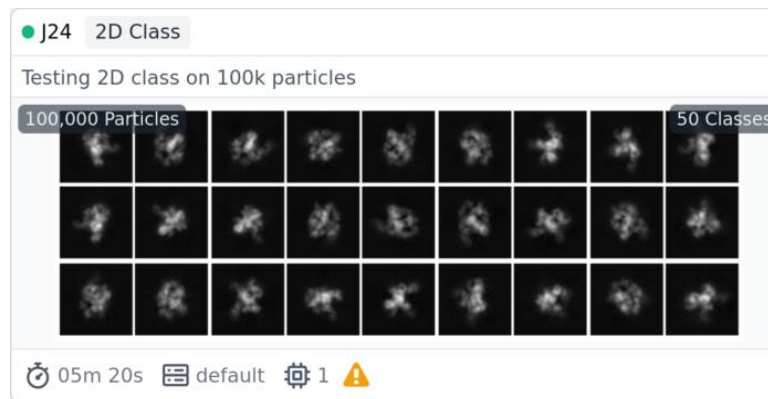 J24 2D Class
Testing 2D class on 100k particles
100,000 Particles 50 Classes
05m 20s default 1